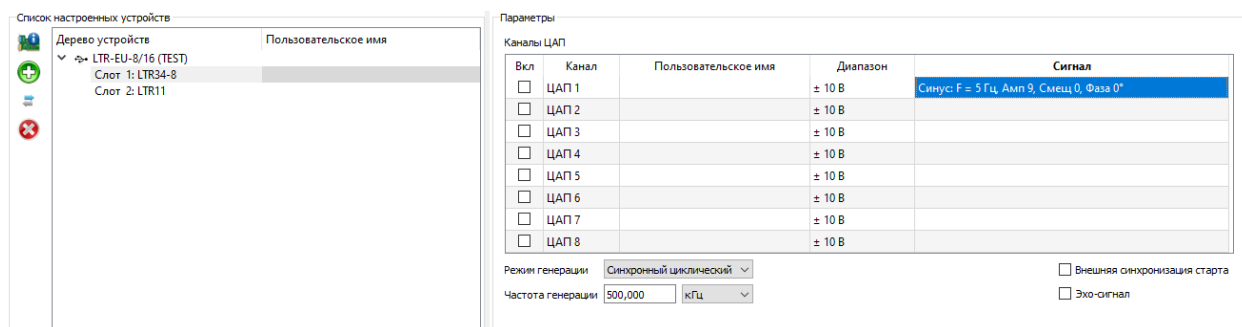 Список настроенных устройств
Дерево устройств Пользовательское имя
LTR-EU-8/16 (TEST)
Слот 1: LTR34-8
Слот 2: LTR11
Параметры
Каналы ЦАП
Вкл Канал Пользовательское имя Диапазон Сигнал
ЦАП 1 ± 10 В Синус: F = 5 Гц, Амп 9, Смещ 0, Фаза 0°
ЦАП 2 ± 10 В
ЦАП 3 ± 10 В
ЦАП 4 ± 10 В
ЦАП 5 ± 10 В
ЦАП 6 ± 10 В
ЦАП 7 ± 10 В
ЦАП 8 ± 10 В
Режим генерации Синхронный циклический Внешняя синхронизация старта
Частота генерации 500,000 кГц Эхо-сигнал